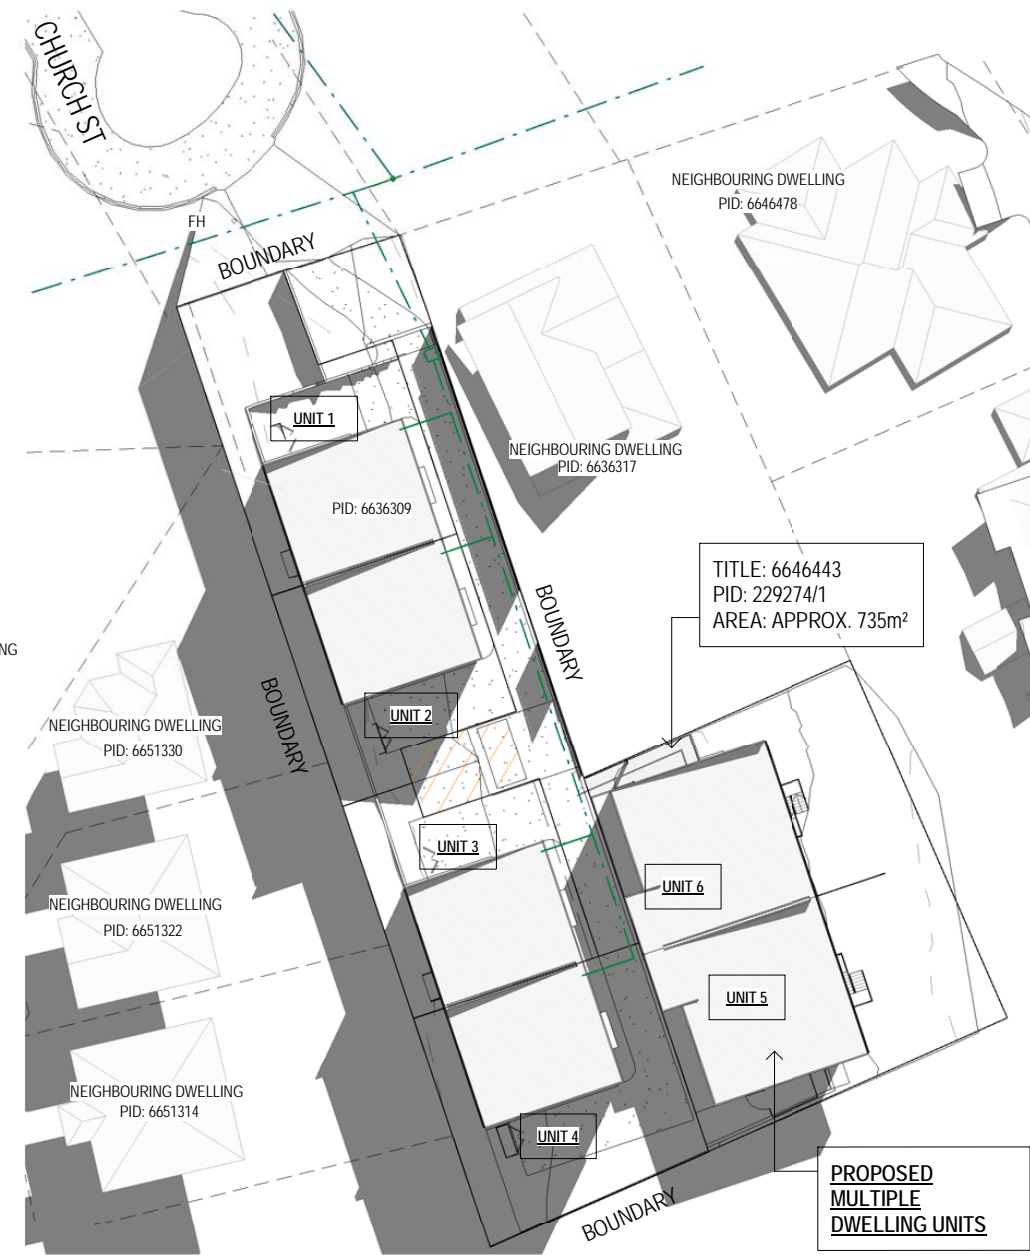 CHURCH ST
NEIGHBOURING DWELLING
PID: 6646478
FH
BOUNDARY
UNIT 1
NEIGHBOURING DWELLING
PID: 6636317
PID: 6636309
TITLE: 6646443
PID: 229274/1
AREA: APPROX. 735m²
BOUNDARY
NG
BOUNDARY
UNIT 2
NEIGHBOURING DWELLING
PID: 6651330
UNIT 3
UNIT 6
NEIGHBOURING DWELLING
PID: 6651322
UNIT 5
NEIGHBOURING DWELLING
PID: 6651314
UNIT 4
PROPOSED
MULTIPLE
DWELLING UNITS
BOUNDARY